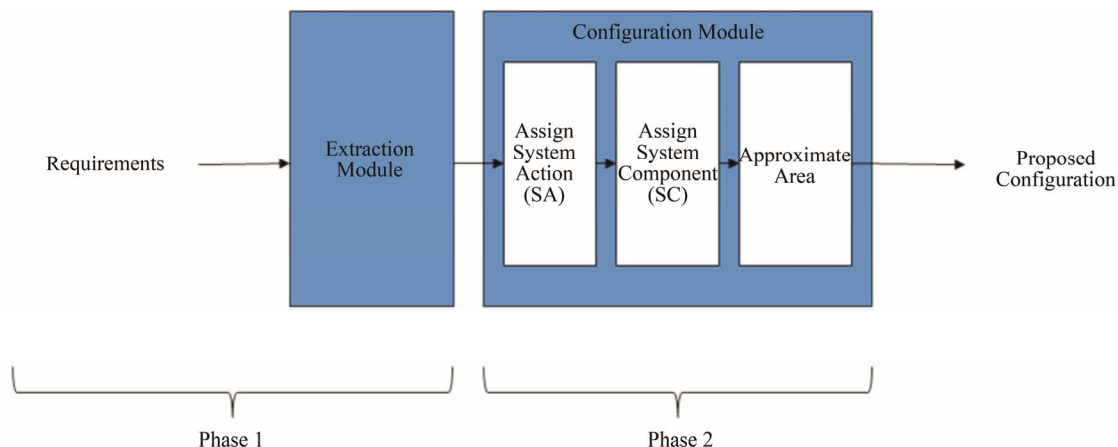 Requirements
Extraction
Module
Configuration Module
Assign
System
Action
(SA)
Assign
System
Component
(SC)
Approximate
Area
Proposed
Configuration
Phase 1
Phase 2